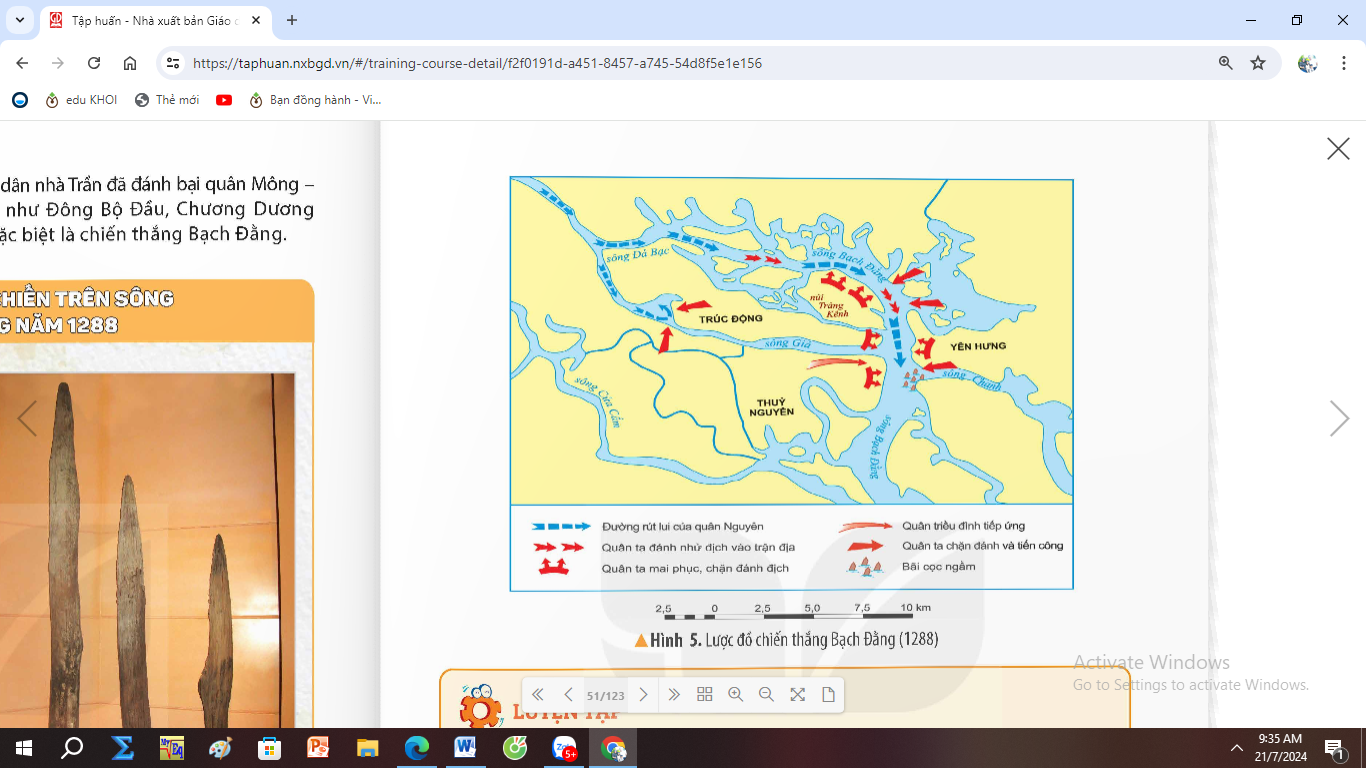 Tập huấn - Nhà xuất bản Giáo d
https://taphuan.nxbgd.vn/#/training-course-detail/f2f0191d-a451-8457-a745-54d8f5e1e156
edu KHOI
Thẻ mới
Bạn đồng hành - Vi...
dân nhà Trần đã đánh bại quân Mông –
như Đông Bộ Đầu, Chương Dương
ặc biệt là chiến thắng Bạch Đằng.
HIẾN TRÊN SÔNG
G NĂM 1288
sông Đá Bạc
sông Bạch Đằng
núi
Tràng
Kênh
TRÚC ĐỘNG
sông Giá
YÊN HƯNG
sông Chanh
sông Cửa Cấm
THUỶ
NGUYÊN
sông Bạch Đằng
Đường rút lui của quân Nguyên
Quân ta đánh nhử địch vào trận địa
Quân ta mai phục, chặn đánh địch
Quân triều đình tiếp ứng
Quân ta chặn đánh và tiến công
Bãi cọc ngầm
2,5 0 2,5 5,0 7,5 10 km
Hình 5. Lược đồ chiến thắng Bạch Đằng (1288)
51/123
LUYỆN TẬP
Activate Windows
Go to Settings to activate Windows.
5+
9:35 AM
21/7/2024
1